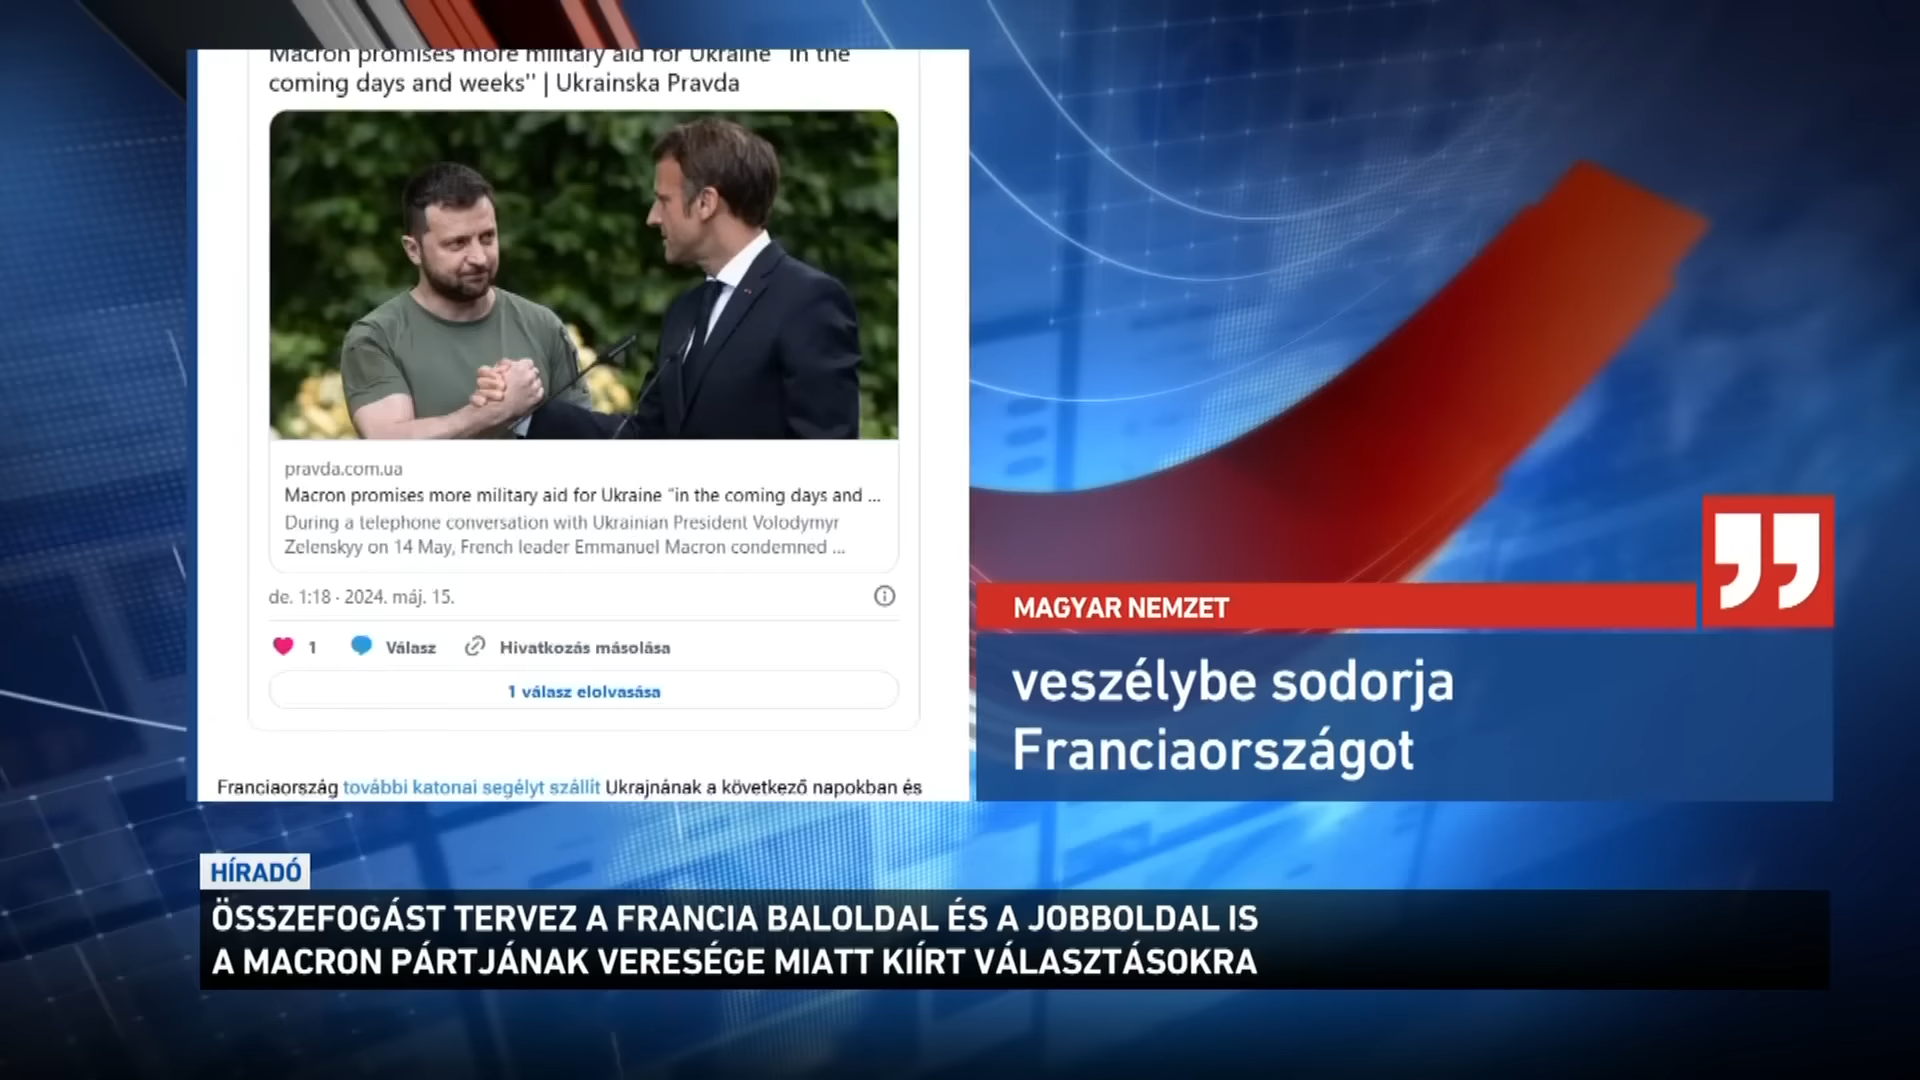 Macron promises more military aid for Ukraine "in the
coming days and weeks" | Ukrainska Pravda
pravda.com.ua
Macron promises more military aid for Ukraine "in the coming days and ...
During a telephone conversation with Ukrainian President Volodymyr
Zelenskyy on 14 May, French leader Emmanuel Macron condemned ...
de. 1:18 · 2024. máj. 15.
1 Válasz Hivatkozás másolása
1 válasz elolvasása
Franciaország további katonai segélyt szállít Ukrajnának a következő napokban és
MAGYAR NEMZET
veszélybe sodorja
Franciaországot
HÍRADÓ
ÖSSZEFOGÁST TERVEZ A FRANCIA BALOLDAL ÉS A JOBBOLDAL IS
A MACRON PÁRTJÁNAK VERESÉGE MIATT KIÍRT VÁLASZTÁSOKRA